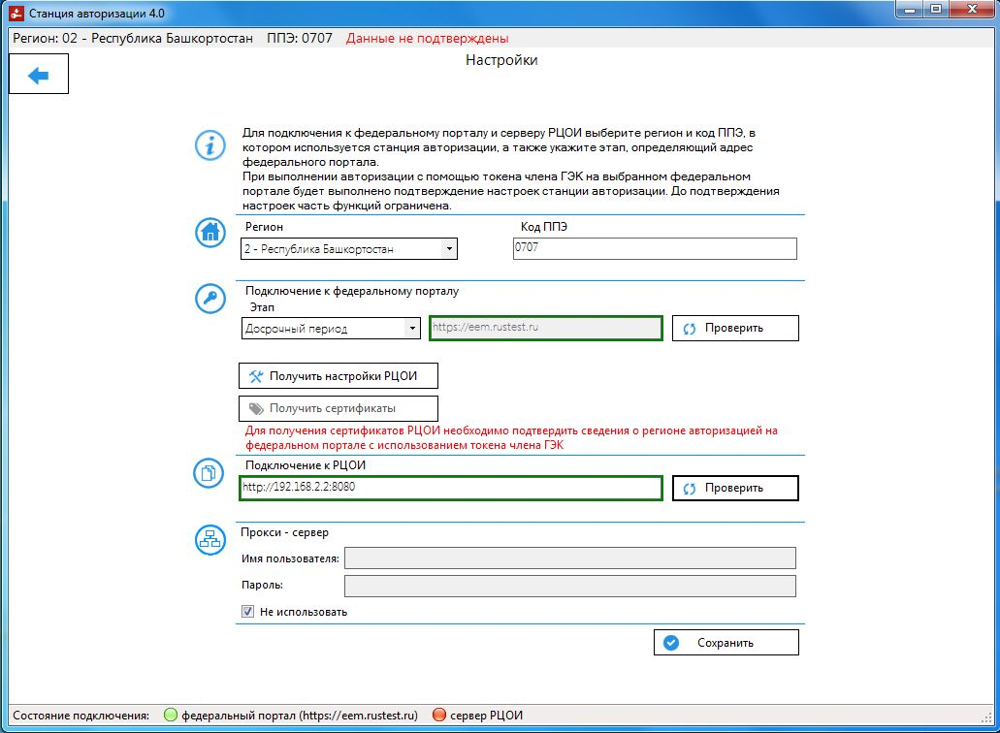 Станция авторизации 4.0
Регион: 02 - Республика Башкортостан ППЭ: 0707 Данные не подтверждены
Настройки
Для подключения к федеральному порталу и серверу РЦОИ выберите регион и код ППЭ, в
котором используется станция авторизации, а также укажите этап, определяющий адрес
федерального портала.
При выполнении авторизации с помощью токена члена ГЭК на выбранном федеральном
портале будет выполнено подтверждение настроек станции авторизации. До подтверждения
настроек часть функций ограничена.
Регион Код ППЭ
2 - Республика Башкортостан 0707
Подключение к федеральному порталу
Этап
Досрочный период https://eem.rustest.ru Проверить
Получить настройки РЦОИ
Получить сертификаты
Для получения сертификатов РЦОИ необходимо подтвердить сведения о регионе авторизацией на
федеральном портале с использованием токена члена ГЭК
Подключение к РЦОИ
http://192.168.2.2:8080 Проверить
Прокси - сервер
Имя пользователя:
Пароль:
Не использовать
Сохранить
Состояние подключения: федеральный портал (https://eem.rustest.ru) сервер РЦОИ